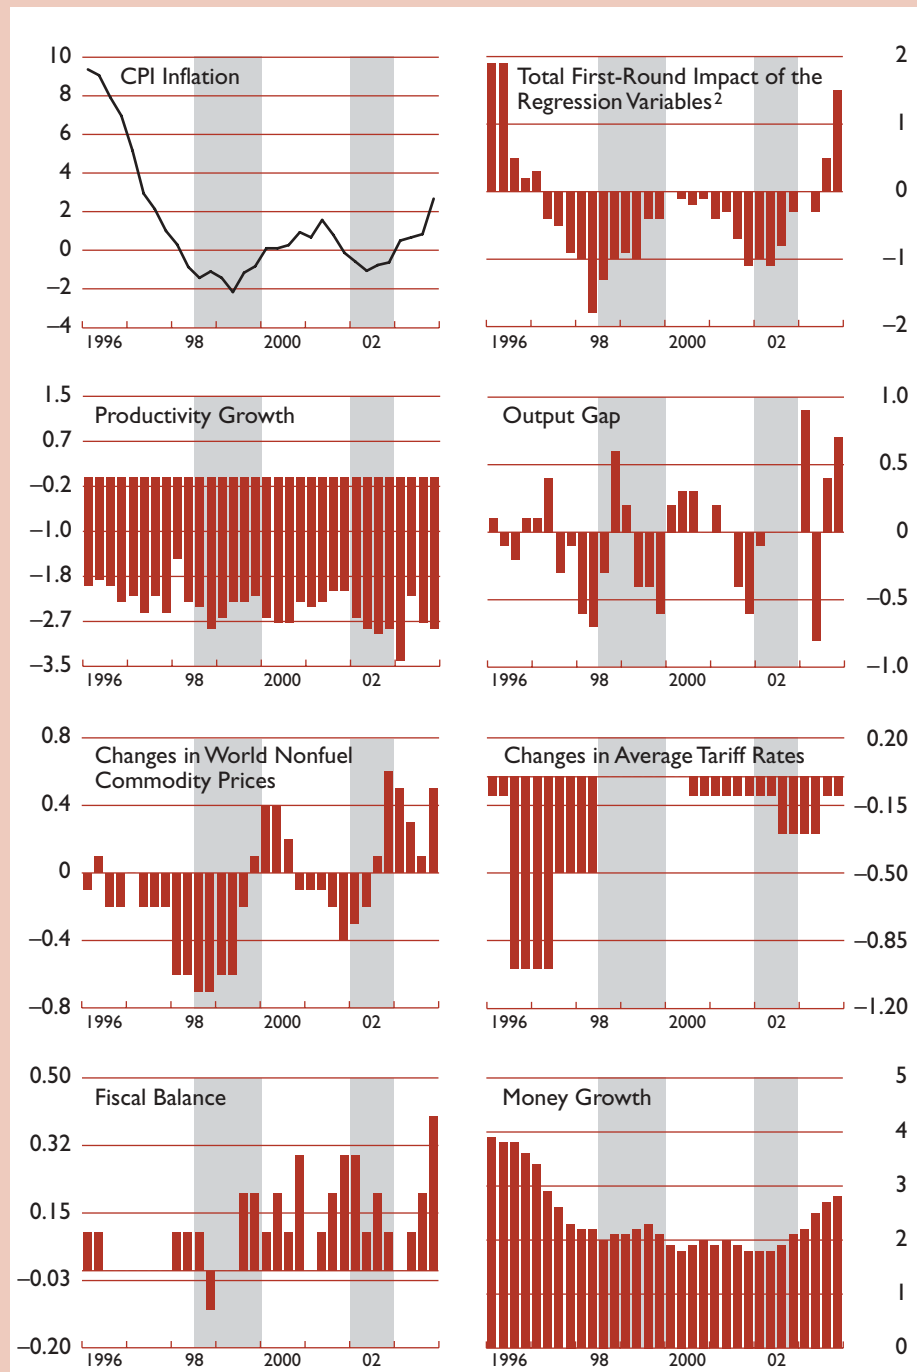 CPI Inflation
10
8
6
4
2
0
–2
–4
1996 98 2000 02
Total First-Round Impact of the
Regression Variables2
2
1
0
–1
–2
1996 98 2000 02
Productivity Growth
1.5
0.7
–0.2
–1.0
–1.8
–2.7
–3.5
1996 98 2000 02
Output Gap
1.0
0.5
0
–0.5
–1.0
1996 98 2000 02
Changes in World Nonfuel
Commodity Prices
0.8
0.4
0
–0.4
–0.8
1996 98 2000 02
Changes in Average Tariff Rates
0.20
–0.15
–0.50
–0.85
–1.20
1996 98 2000 02
Fiscal Balance
0.50
0.32
0.15
–0.03
–0.20
1996 98 2000 02
Money Growth
5
4
3
2
1
0
1996 98 2000 02